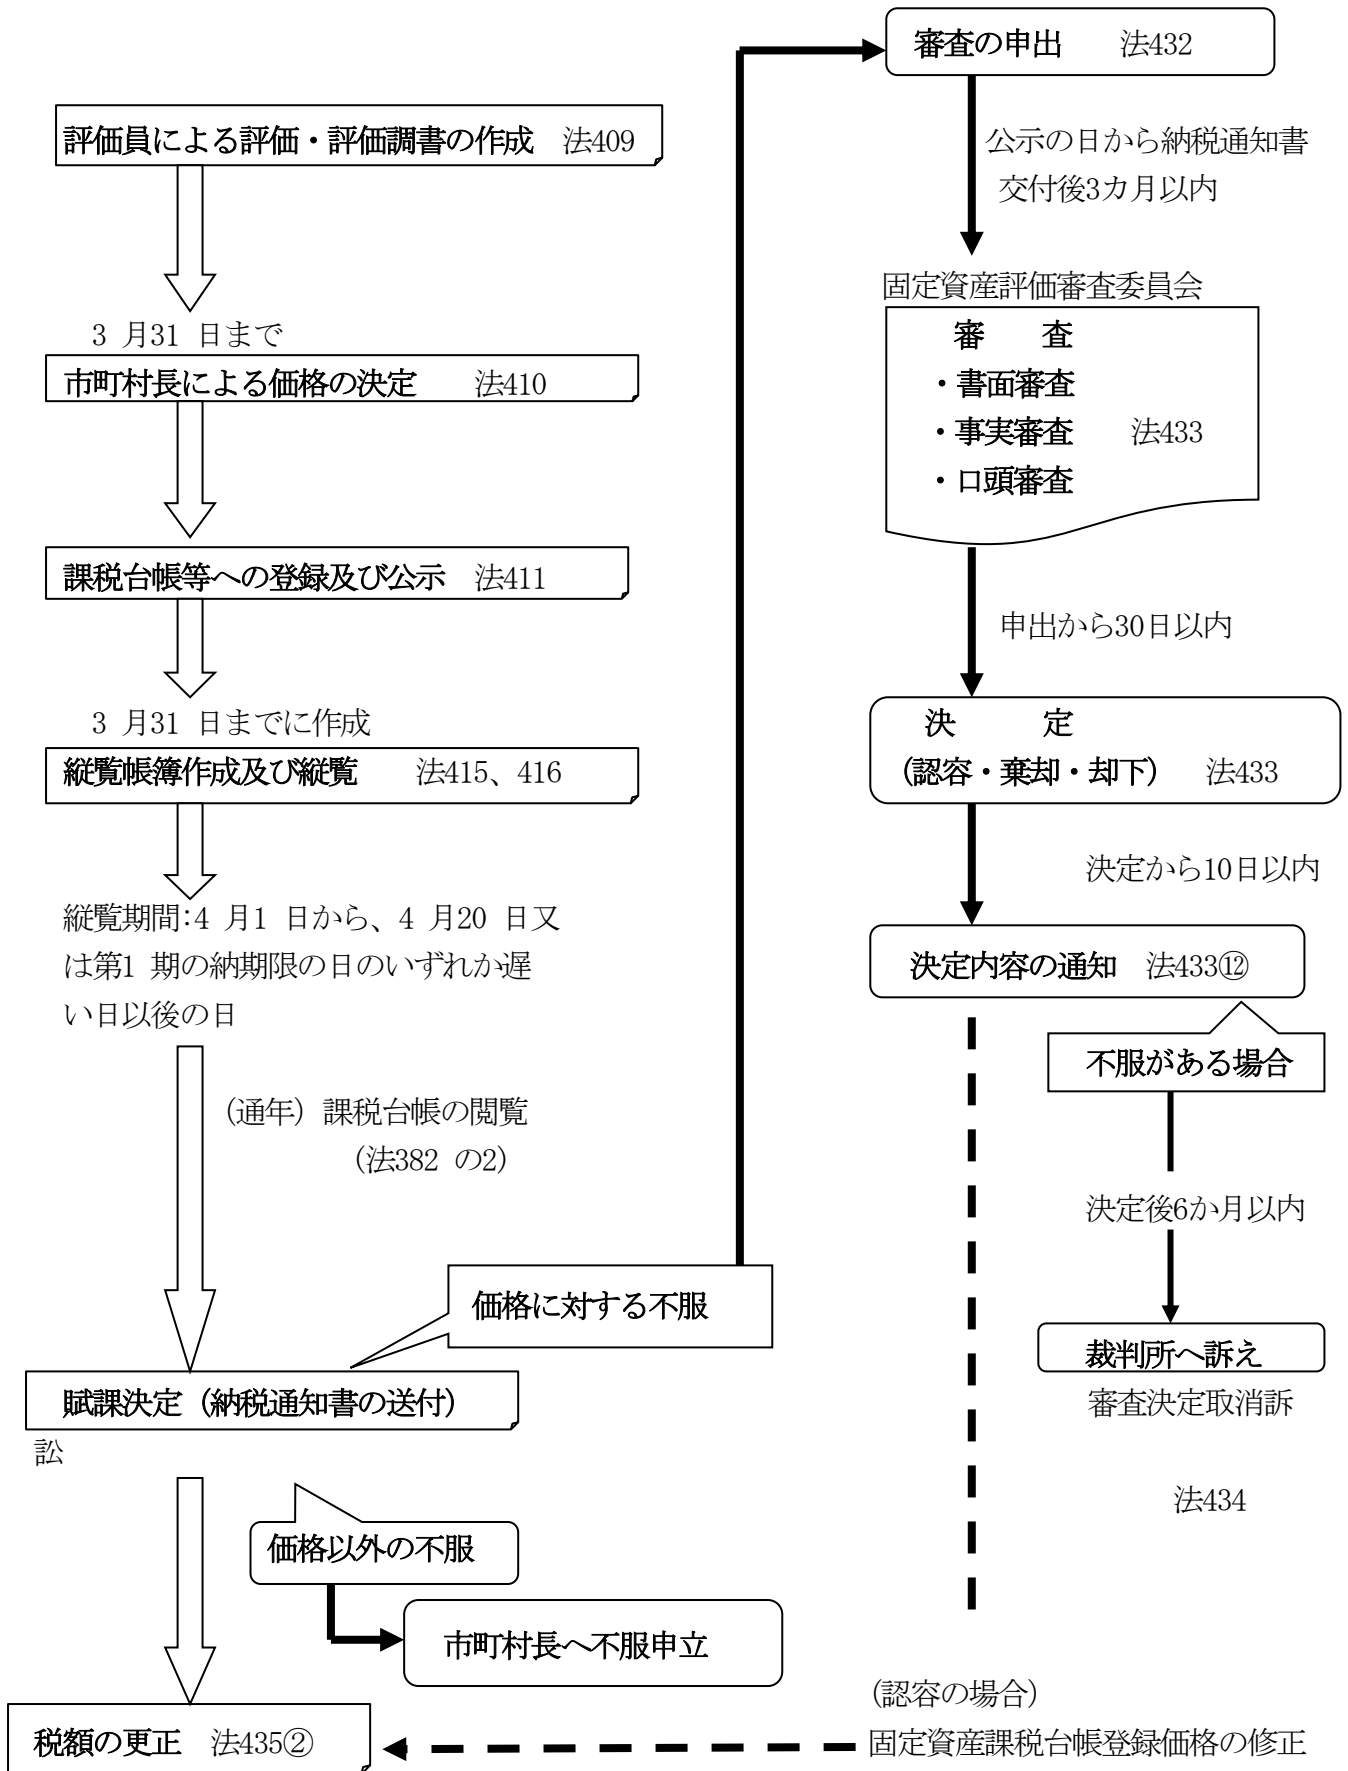 評価員による評価・評価調書の作成　法409
3 月31 日まで
市町村長による価格の決定　　法410
課税台帳等への登録及び公示　法411
3 月31 日までに作成
縦覧帳簿作成及び縦覧　　法415、416
縦覧期間:4 月1 日から、4 月20 日又
は第1 期の納期限の日のいずれか遅
い日以後の日
（通年）課税台帳の閲覧
（法382 の2）
価格に対する不服
賦課決定（納税通知書の送付）
訟
価格以外の不服
市町村長へ不服申立
税額の更正　法435②
審査の申出　　法432
公示の日から納税通知書
交付後3カ月以内
固定資産評価審査委員会
審　　査
・書面審査
・事実審査　　法433
・口頭審査
申出から30日以内
決　　　定
（認容・棄却・却下）　法433
決定から10日以内
決定内容の通知　法433⑫
不服がある場合
決定後6か月以内
裁判所へ訴え
審査決定取消訴
法434
（認容の場合）
固定資産課税台帳登録価格の修正